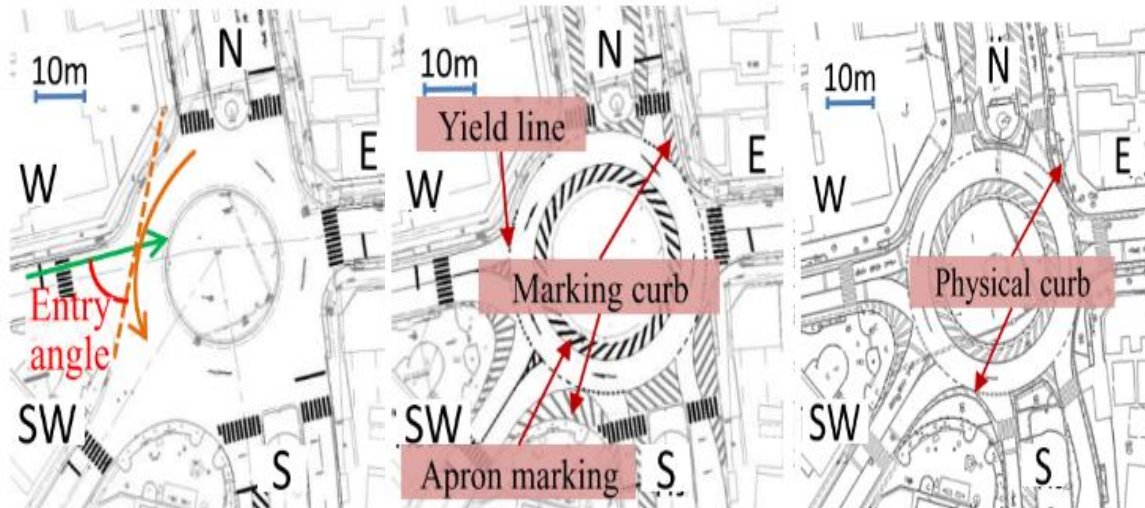 N
10m
W
E
Entry
angle
SW
S
N
10m
Yield line
W
E
Marking curb
SW
S
Apron marking
N
10m
W
E
Physical curb
SW
S